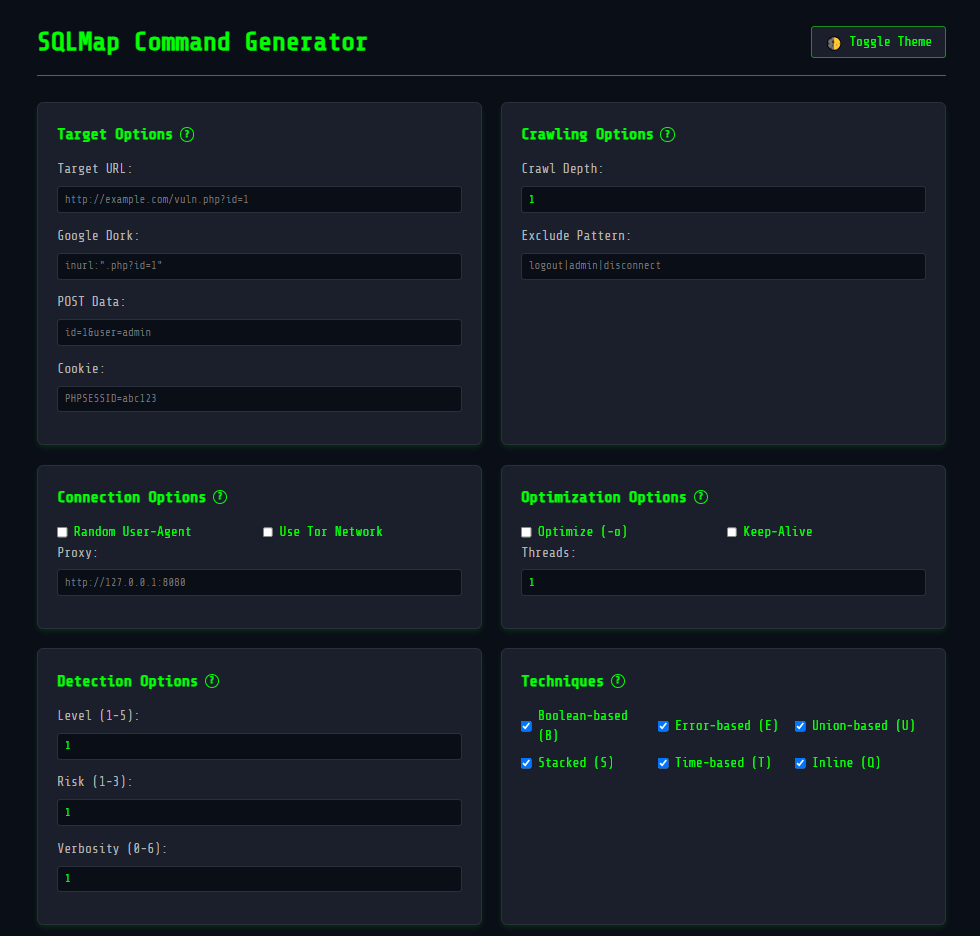 SQLMap Command Generator
Toggle Theme
Target Options ?
Target URL:
http://example.com/vuln.php?id=1
Google Dork:
inurl:".php?id=1"
POST Data:
id=1&user=admin
Cookie:
PHPSESSID=abc123
Crawling Options ?
Crawl Depth:
1
Exclude Pattern:
logout|admin|disconnect
Connection Options ?
Random User-Agent
Use Tor Network
Proxy:
http://127.0.0.1:8080
Optimization Options ?
Optimize (-o)
Keep-Alive
Threads:
1
Detection Options ?
Level (1-5):
1
Risk (1-3):
1
Verbosity (0-6):
1
Techniques ?
Boolean-based
(B)
Error-based (E)
Union-based (U)
Stacked (S)
Time-based (T)
Inline (Q)